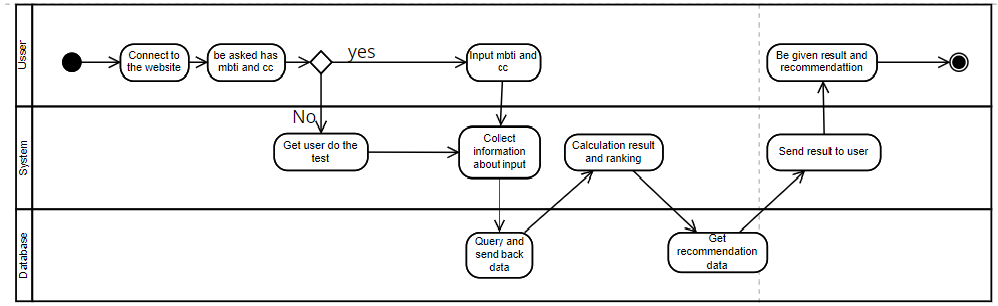 Usser
Connect to
the website
be asked has
mbti and cc
yes
Input mbti and
cc
Be given result and
recommendattion
No
System
Get user do the
test
Collect
information
about input
Calculation result
and ranking
Send result to user
Database
Query and
send back
data
Get
recommendation
data